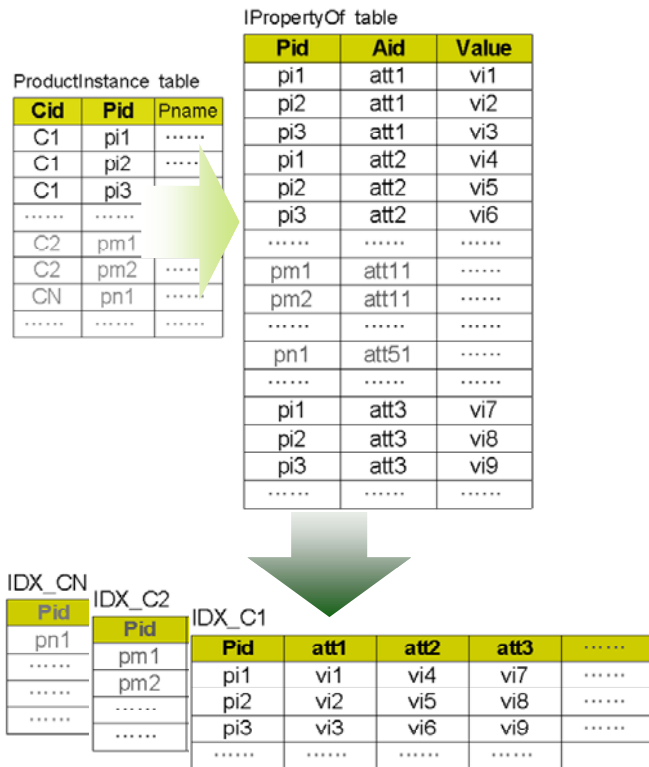 IPropertyOf table
Pid Aid Value
pi1 att1 vi1
pi2 att1 vi2
pi3 att1 vi3
pi1 att2 vi4
pi2 att2 vi5
pi3 att2 vi6
…… …… ……
pm1 att11 ……
pm2 att11 ……
…… …… ……
pn1 att51 ……
…… …… ……
pi1 att3 vi7
pi2 att3 vi8
pi3 att3 vi9
…… …… ……
ProductInstance table
Cid Pid Pname
C1 pi1 ……
C1 pi2 ……
C1 pi3
…… ……
C2 pm1
C2 pm2 ……
CN pn1 ……
…… …… ……
IDX_CN
Pid
pn1
……
……
……
IDX_C2
Pid
pm1
pm2
……
……
IDX_C1
Pid att1 att2 att3 ……
pi1 vi1 vi4 vi7 ……
pi2 vi2 vi5 vi8 ……
pi3 vi3 vi6 vi9 ……
…… …… …… ……